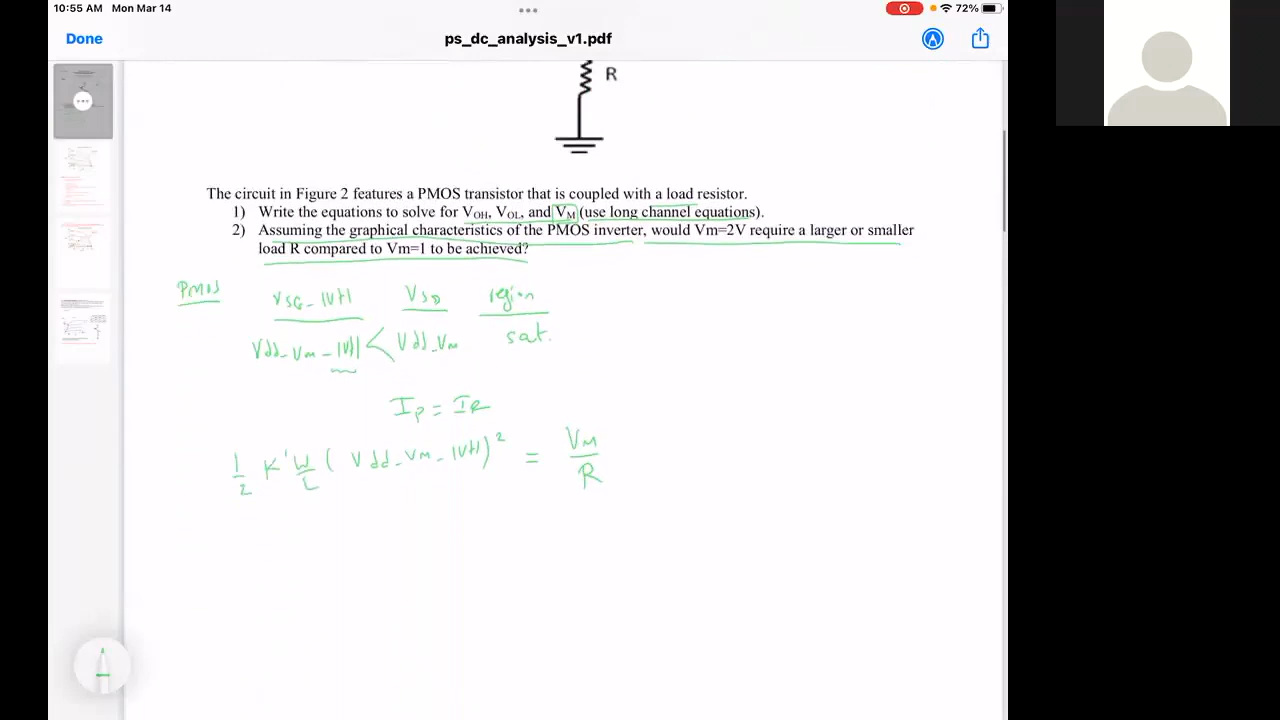 10:55 AM Mon Mar 14
72%
Done
ps_dc_analysis_v1.pdf
R
The circuit in Figure 2 features a PMOS transistor that is coupled with a load resistor.
1) Write the equations to solve for VOH, VOL, and VM (use long channel equations).
2) Assuming the graphical characteristics of the PMOS inverter, would Vm=2V require a larger or smaller
load R compared to Vm=1 to be achieved?
PMOS VSG - |Vt| VSD region
Vdd - VM - |Vt| < Vdd - VM sat.
Ip = IR
1/2 K' W/L (Vdd - VM - |Vt|)² = VM/R